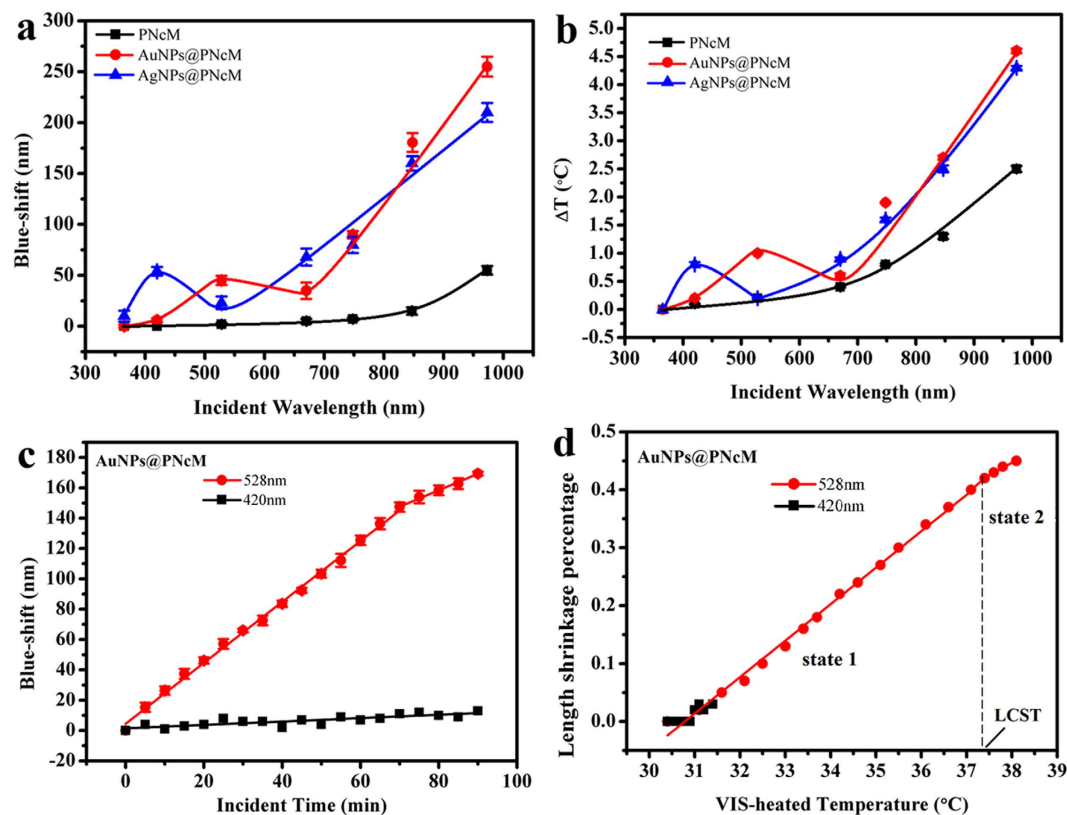 a
300
250
200
150
100
50
0
Blue-shift (nm)
PNcM
AuNPs@PNcM
AgNPs@PNcM
300 400 500 600 700 800 900 1000
Incident Wavelength (nm)
b
5.0
4.5
4.0
3.5
3.0
2.5
2.0
1.5
1.0
0.5
0.0
-0.5
ΔT (°C)
PNcM
AuNPs@PNcM
AgNPs@PNcM
300 400 500 600 700 800 900 1000
Incident Wavelength (nm)
c
180
160
140
120
100
80
60
40
20
0
-20
Blue-shift (nm)
AuNPs@PNcM
528nm
420nm
0 20 40 60 80 100
Incident Time (min)
d
0.5
0.4
0.3
0.2
0.1
0.0
Length shrinkage percentage
AuNPs@PNcM
528nm
420nm
state 2
state 1
LCST
30 31 32 33 34 35 36 37 38 39
VIS-heated Temperature (°C)